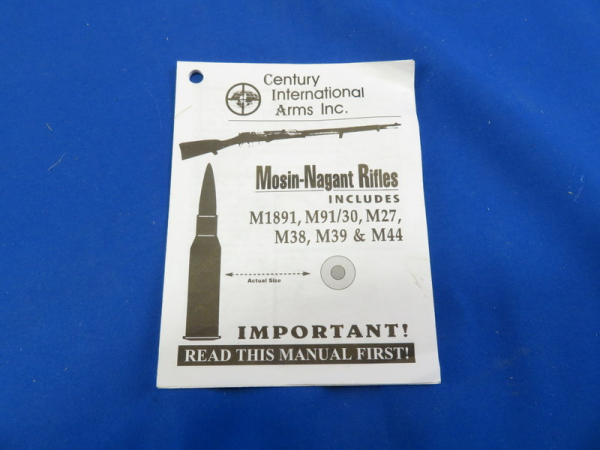 Century
International
Arms Inc.
Mosin-Nagant Rifles
INCLUDES
M1891, M91/30, M27,
M38, M39 & M44
Actual Size
IMPORTANT!
READ THIS MANUAL FIRST!